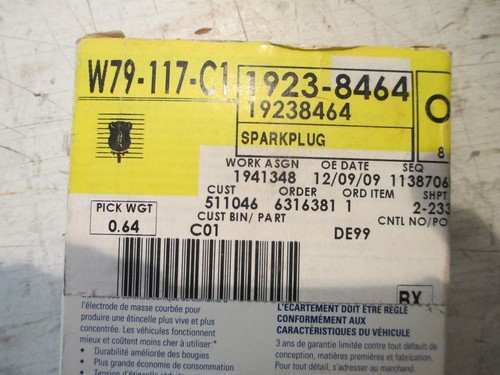 W79-117-C1 1923-8464
19238464
SPARKPLUG
8
WORK ASGN OE DATE SEQ
1941348 12/09/09 1138706
CUST ORDER ORD ITEM SHPT
511046 6316381 1 2-233
CUST BIN/ PART CNTL NO/PO
PICK WGT
0.64
C01 DE99
BX
l'électrode de masse courbée pour
produire une étincelle plus vive et plus
concentrée. Les véhicules fonctionnent
mieux et coûtent moins cher à utiliser:*
• Durabilité améliorée des bougies
• Plus grande économie de consommation
• Tension d'étincelle
L'ÉCARTEMENT DOIT ÊTRE RÉGLÉ
CONFORMÉMENT AUX
CARACTÉRISTIQUES DU VÉHICULE
3 ans de garantie limitée contre tout défaut de
conception, matières premières et fabrication.
Pour tout détail, s'adresser au marchand.